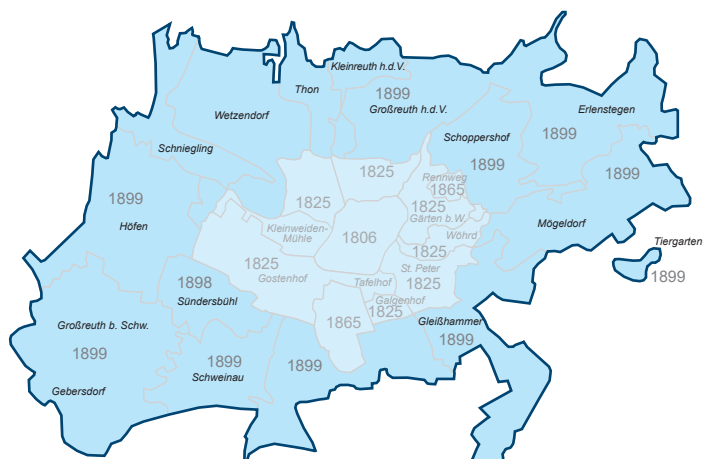 Kleinreuth h.d.V.
Thon
1899
Großreuth h.d.V.
Wetzendorf
Erlenstegen
1899
Schoppershof
1899
Schniegling
1899
1825
Rennweg
1865
1899
Höfen
1825
1825
Gärten b.W.
Kleinweiden-
Mühle
1806
Wöhrd
Mögeldorf
1825
Tiergarten
1899
1825
Gostenhof
St. Peter
1825
Tafelhof
Galgenhof
1825
1898
Sündersbühl
1865
Gleißhammer
1899
Großreuth b. Schw.
1899
1899
Schweinau
1899
Gebersdorf